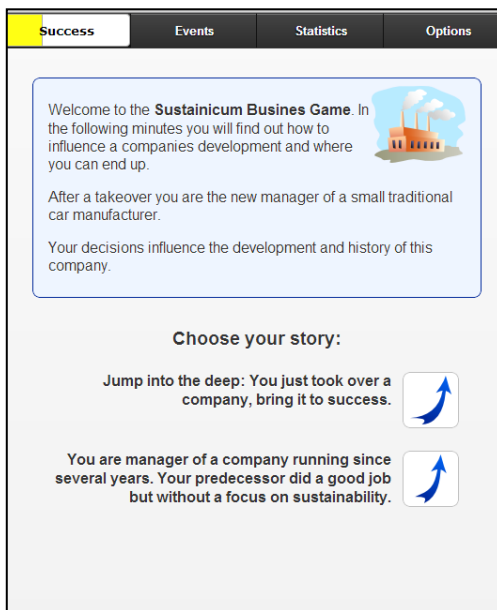 Success Events Statistics Options
Welcome to the Sustainicum Busines Game. In
the following minutes you will find out how to
influence a companies development and where
you can end up.
After a takeover you are the new manager of a small traditional
car manufacturer.
Your decisions influence the development and history of this
company.
Choose your story:
Jump into the deep: You just took over a
company, bring it to success.
You are manager of a company running since
several years. Your predecessor did a good job
but without a focus on sustainability.